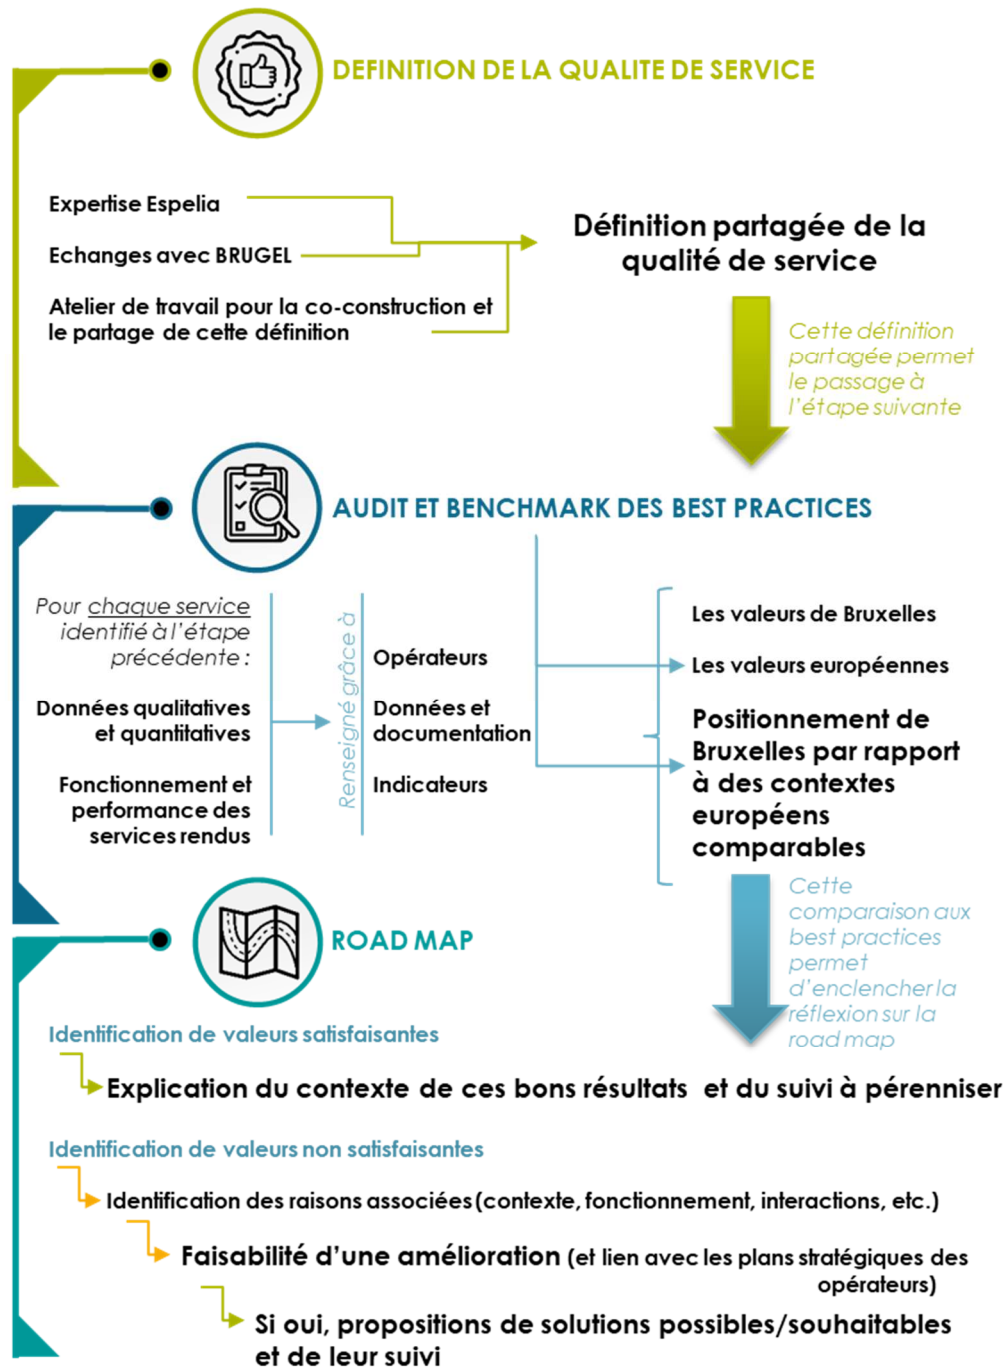 DEFINITION DE LA QUALITE DE SERVICE
Expertise Espelia
Echanges avec BRUGEL
Atelier de travail pour la co-construction et
le partage de cette définition
Définition partagée de la
qualité de service
Cette définition
partagée permet
le passage à
l'étape suivante
AUDIT ET BENCHMARK DES BEST PRACTICES
Pour chaque service
identifié à l'étape
précédente :
Données qualitatives
et quantitatives
Fonctionnement et
performance des
services rendus
Renseigné grâce à
Opérateurs
Données et
documentation
Indicateurs
Les valeurs de Bruxelles
Les valeurs européennes
Positionnement de
Bruxelles par rapport
à des contextes
européens
comparables
Cette
comparaison aux
best practices
permet
d'enclencher la
réflexion sur la
road map
ROAD MAP
Identification de valeurs satisfaisantes
Explication du contexte de ces bons résultats et du suivi à pérenniser
Identification de valeurs non satisfaisantes
Identification des raisons associées (contexte, fonctionnement, interactions, etc.)
Faisabilité d'une amélioration (et lien avec les plans stratégiques des
opérateurs)
Si oui, propositions de solutions possibles/souhaitables
et de leur suivi